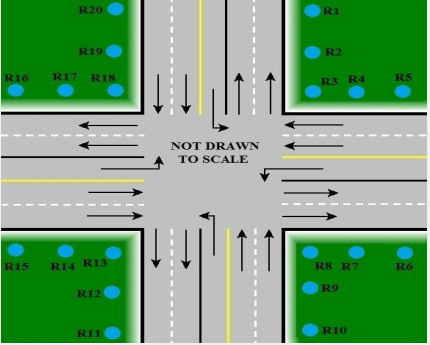 R20 R1
R19 R2
R16 R17 R18 R3 R4 R5
NOT DRAWN
TO SCALE
R15 R14 R13 R8 R7 R6
R12 R9
R11 R10